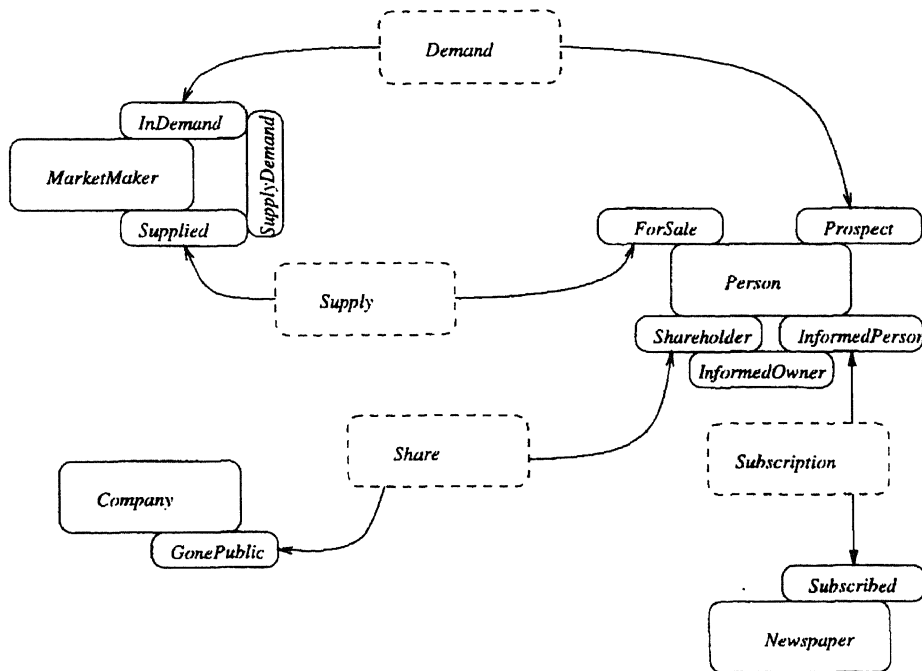 Demand
InDemand
SupplyDemand
MarketMaker
Supplied
ForSale
Prospect
Supply
Person
Shareholder
InformedPerson
InformedOwner
Share
Subscription
Company
GonePublic
Subscribed
Newspaper